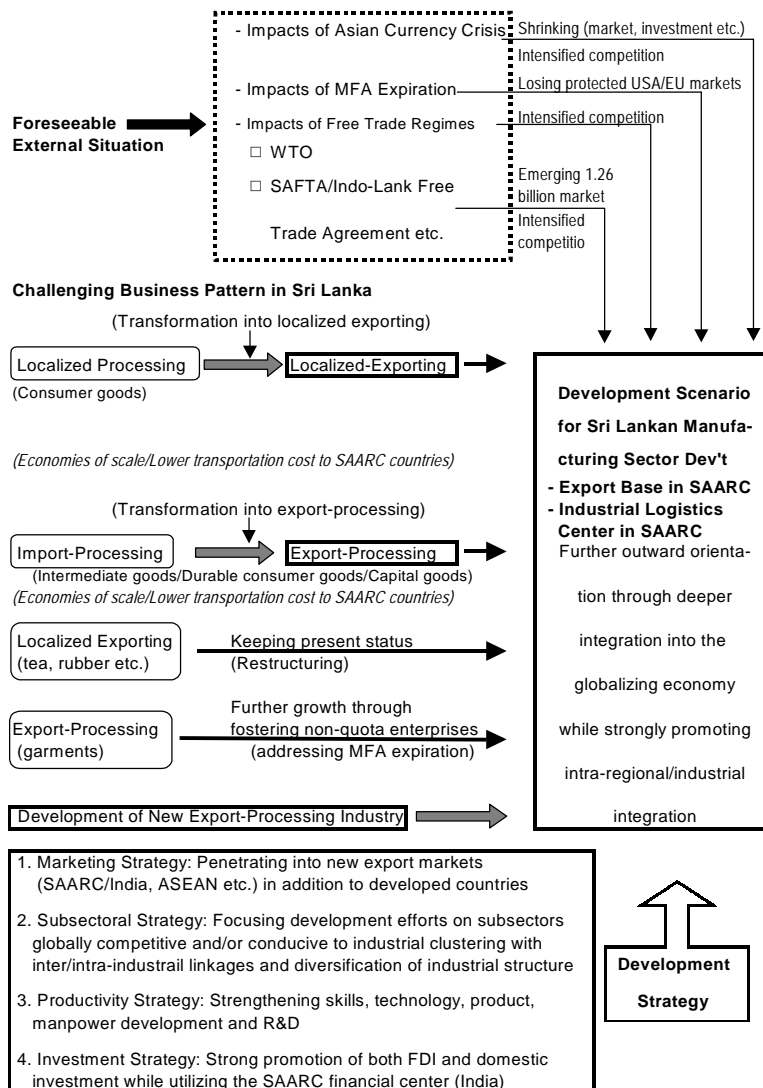 - Impacts of Asian Currency Crisis
Shrinking (market, investment etc.)
Intensified competition
- Impacts of MFA Expiration
Losing protected USA/EU markets
Foreseeable
External Situation
- Impacts of Free Trade Regimes
Intensified competition
□ WTO
□ SAFTA/Indo-Lank Free
Trade Agreement etc.
Emerging 1.26
billion market
Intensified
competitio
Challenging Business Pattern in Sri Lanka
(Transformation into localized exporting)
Localized Processing
Localized-Exporting
(Consumer goods)
(Economies of scale/Lower transportation cost to SAARC countries)
(Transformation into export-processing)
Import-Processing
Export-Processing
(Intermediate goods/Durable consumer goods/Capital goods)
(Economies of scale/Lower transportation cost to SAARC countries)
Localized Exporting
(tea, rubber etc.)
Keeping present status
(Restructuring)
Export-Processing
(garments)
Further growth through
fostering non-quota enterprises
(addressing MFA expiration)
Development of New Export-Processing Industry
Development Scenario
for Sri Lankan Manufa-
cturing Sector Dev't
- Export Base in SAARC
- Industrial Logistics
Center in SAARC
Further outward orienta-
tion through deeper
integration into the
globalizing economy
while strongly promoting
intra-regional/industrial
integration
1. Marketing Strategy: Penetrating into new export markets
(SAARC/India, ASEAN etc.) in addition to developed countries
2. Subsectoral Strategy: Focusing development efforts on subsectors
globally competitive and/or conducive to industrial clustering with
inter/intra-industrail linkages and diversification of industrial structure
3. Productivity Strategy: Strengthening skills, technology, product,
manpower development and R&D
4. Investment Strategy: Strong promotion of both FDI and domestic
investment while utilizing the SAARC financial center (India)
Development
Strategy